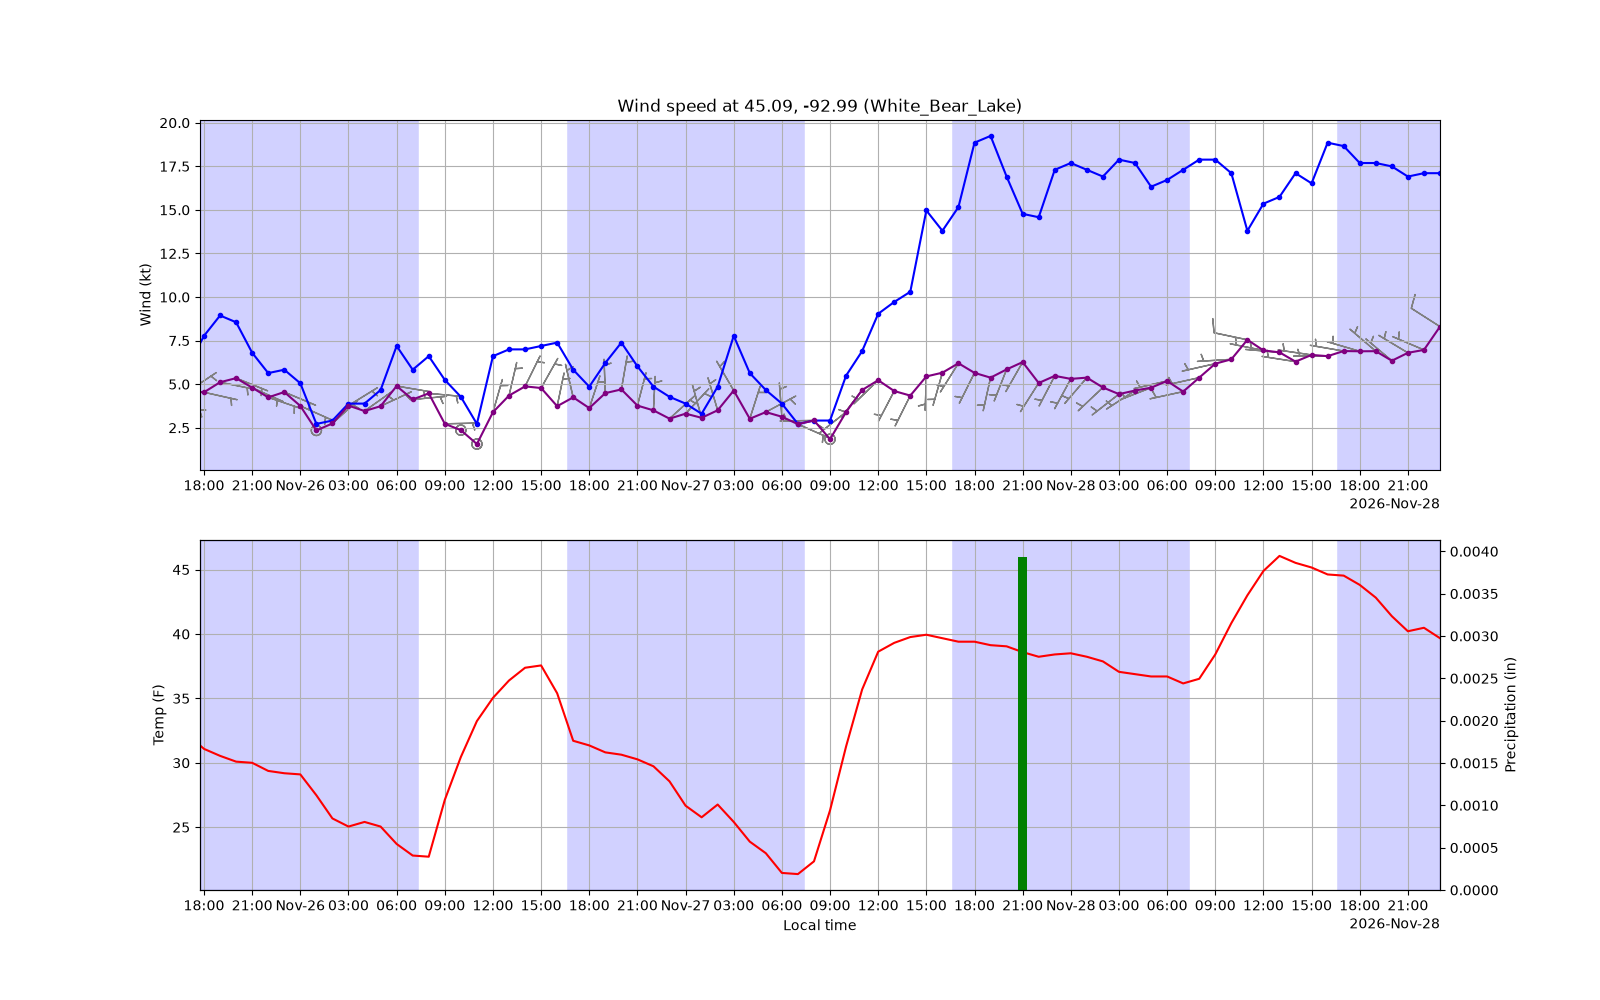 Wind speed at 45.09, -92.99 (White_Bear_Lake)
20.0
17.5
15.0
12.5
10.0
7.5
5.0
2.5
Wind (kt)
18:00 21:00 Nov-26 03:00 06:00 09:00 12:00 15:00 18:00 21:00 Nov-27 03:00 06:00 09:00 12:00 15:00 18:00 21:00 Nov-28 03:00 06:00 09:00 12:00 15:00 18:00 21:00
2026-Nov-28
45
40
35
30
25
Temp (F)
0.0040
0.0035
0.0030
0.0025
0.0020
0.0015
0.0010
0.0005
0.0000
Precipitation (in)
18:00 21:00 Nov-26 03:00 06:00 09:00 12:00 15:00 18:00 21:00 Nov-27 03:00 06:00 09:00 12:00 15:00 18:00 21:00 Nov-28 03:00 06:00 09:00 12:00 15:00 18:00 21:00
Local time
2026-Nov-28